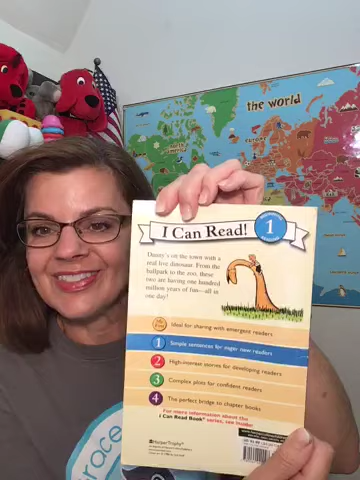 the world
I Can Read!
1
Danny's on the town with a
real live dinosaur. From the
ballpark to the zoo, these
two are having one hundred
million years of fun—all in
one day!
My First
Ideal for sharing with emergent readers
1 Simple sentences for eager new readers
2 High-interest stories for developing readers
3 Complex plots for confident readers
4 The perfect bridge to chapter books
For more information about the
I Can Read Book series, see inside!
HarperTrophy
grace